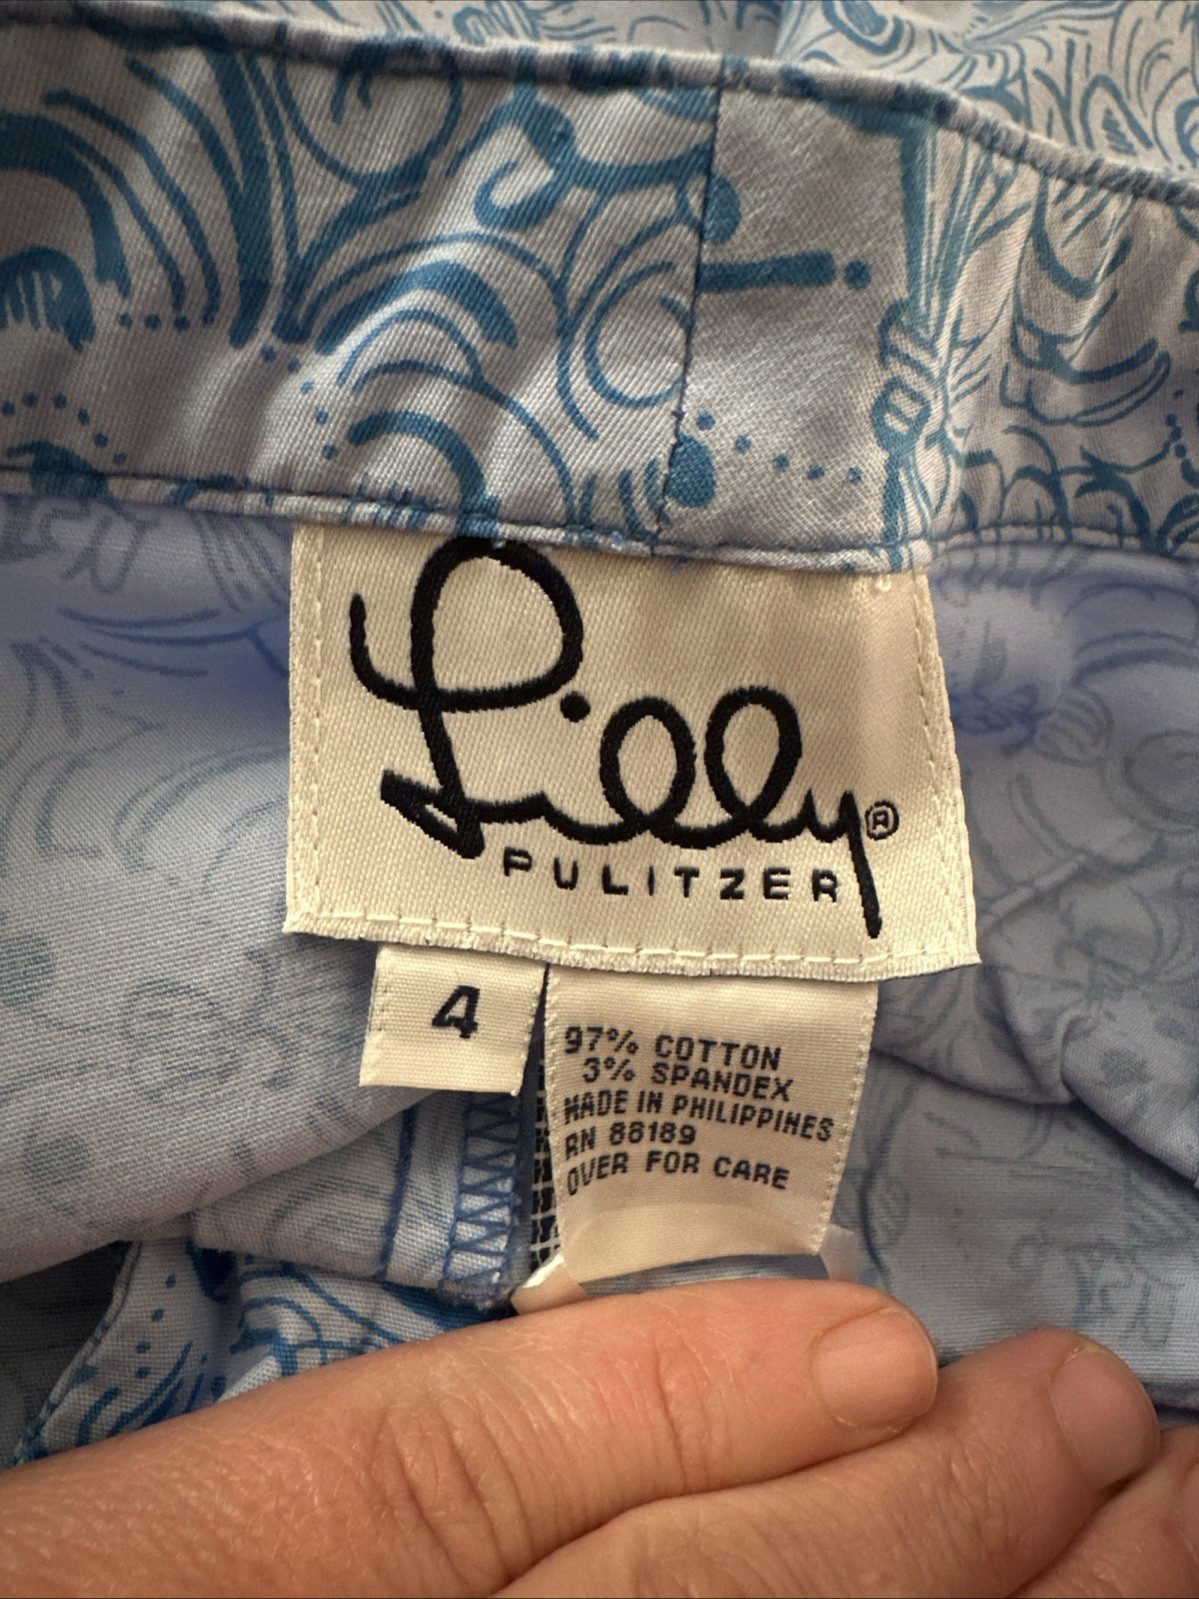 Lilly®
PULITZER
4
97% COTTON
3% SPANDEX
MADE IN PHILIPPINES
RN 88189
OVER FOR CARE